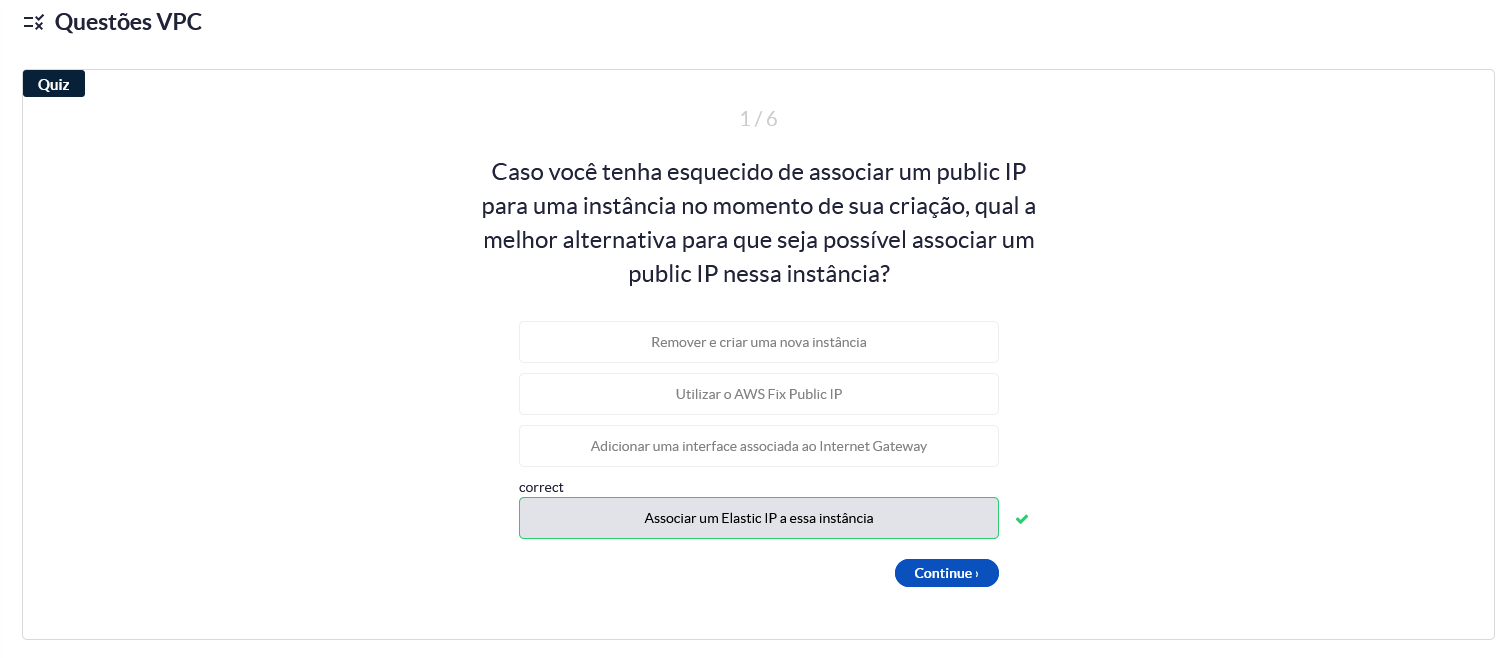 Questões VPC
Quiz
1 / 6
Caso você tenha esquecido de associar um public IP
para uma instância no momento de sua criação, qual a
melhor alternativa para que seja possível associar um
public IP nessa instância?
Remover e criar uma nova instância
Utilizar o AWS Fix Public IP
Adicionar uma interface associada ao Internet Gateway
correct
Associar um Elastic IP a essa instância
Continue ›